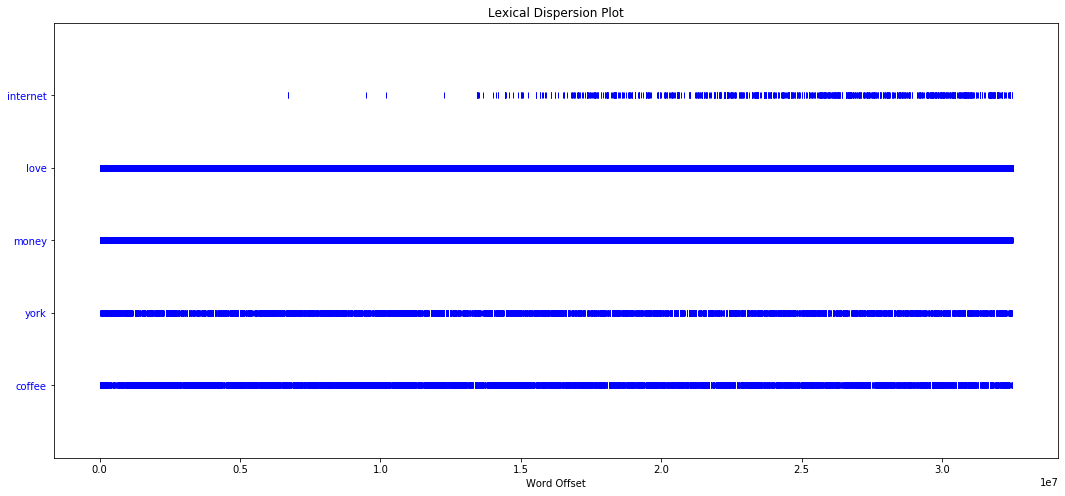 Lexical Dispersion Plot
internet
love
money
york
coffee
0.0 0.5 1.0 1.5 2.0 2.5 3.0
Word Offset
1e7